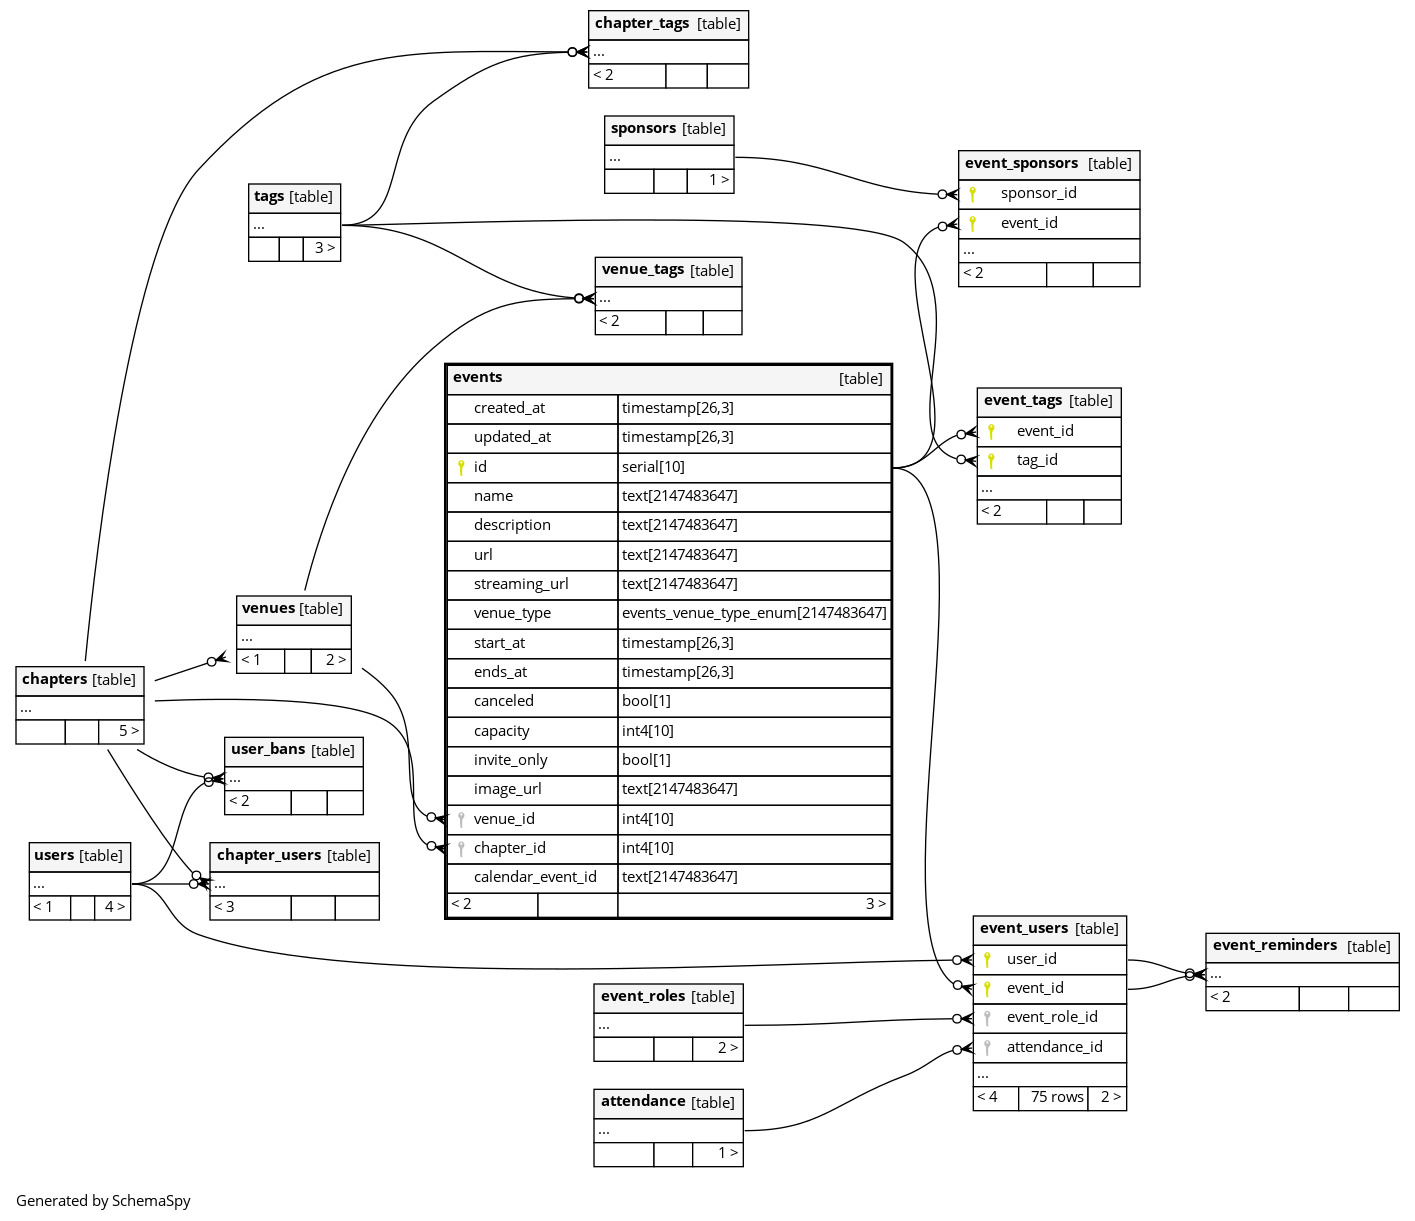 chapter_tags [table]
...
< 2
sponsors [table]
...
1 >
event_sponsors [table]
sponsor_id
event_id
...
< 2
tags [table]
...
3 >
venue_tags [table]
...
< 2
events [table]
created_at timestamp[26,3]
updated_at timestamp[26,3]
id serial[10]
name text[2147483647]
description text[2147483647]
url text[2147483647]
streaming_url text[2147483647]
venue_type events_venue_type_enum[2147483647]
start_at timestamp[26,3]
ends_at timestamp[26,3]
canceled bool[1]
capacity int4[10]
invite_only bool[1]
image_url text[2147483647]
venue_id int4[10]
chapter_id int4[10]
calendar_event_id text[2147483647]
< 2 3 >
event_tags [table]
event_id
tag_id
...
< 2
venues [table]
...
< 1 2 >
chapters [table]
...
5 >
user_bans [table]
...
< 2
users [table]
...
< 1 4 >
chapter_users [table]
...
< 3
event_users [table]
user_id
event_id
event_role_id
attendance_id
...
< 4 75 rows 2 >
event_reminders [table]
...
< 2
event_roles [table]
...
2 >
attendance [table]
...
1 >
Generated by SchemaSpy